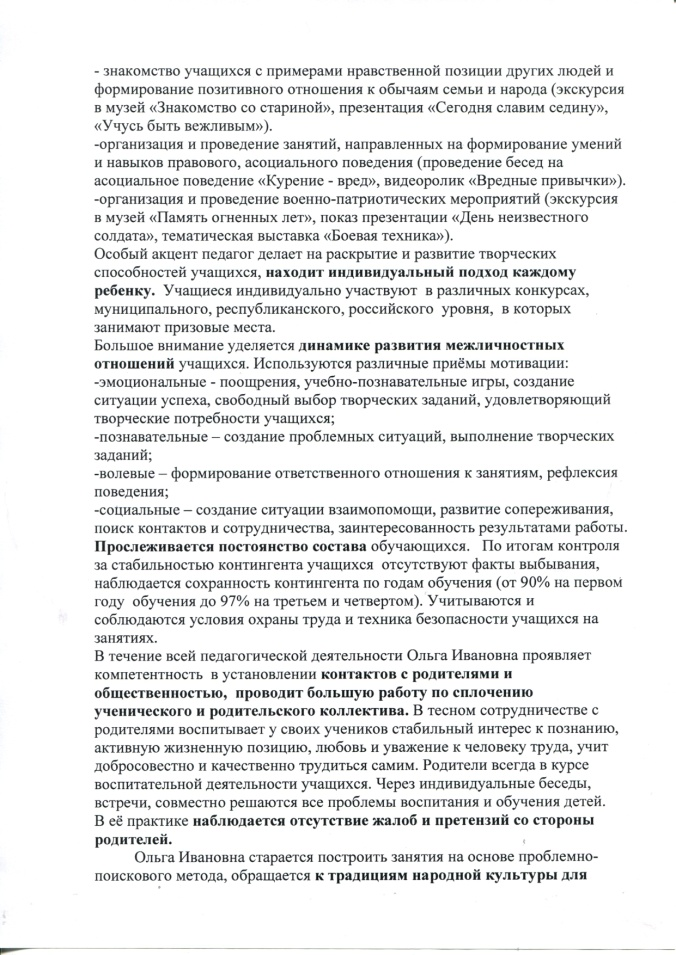 - знакомство учащихся с примерами нравственной позиции других людей и
формирование позитивного отношения к обычаям семьи и народа (экскурсия
в музей «Знакомство со стариной», презентация «Сегодня славим седину»,
«Учусь быть вежливым»).
-организация и проведение занятий, направленных на формирование умений
и навыков правового, асоциального поведения (проведение бесед на
асоциальное поведение «Курение - вред», видеоролик «Вредные привычки»).
-организация и проведение военно-патриотических мероприятий (экскурсия
в музей «Память огненных лет», показ презентации «День неизвестного
солдата», тематическая выставка «Боевая техника»).
Особый акцент педагог делает на раскрытие и развитие творческих
способностей учащихся, находит индивидуальный подход каждому
ребенку. Учащиеся индивидуально участвуют в различных конкурсах,
муниципального, республиканского, российского уровня, в которых
занимают призовые места.
Большое внимание уделяется динамике развития межличностных
отношений учащихся. Используются различные приёмы мотивации:
-эмоциональные - поощрения, учебно-познавательные игры, создание
ситуации успеха, свободный выбор творческих заданий, удовлетворяющий
творческие потребности учащихся;
-познавательные – создание проблемных ситуаций, выполнение творческих
заданий;
-волевые – формирование ответственного отношения к занятиям, рефлексия
поведения;
-социальные – создание ситуации взаимопомощи, развитие сопереживания,
поиск контактов и сотрудничества, заинтересованность результатами работы.
Прослеживается постоянство состава обучающихся. По итогам контроля
за стабильностью контингента учащихся отсутствуют факты выбывания,
наблюдается сохранность контингента по годам обучения (от 90% на первом
году обучения до 97% на третьем и четвертом). Учитываются и
соблюдаются условия охраны труда и техника безопасности учащихся на
занятиях.
В течение всей педагогической деятельности Ольга Ивановна проявляет
компетентность в установлении контактов с родителями и
общественностью, проводит большую работу по сплочению
ученического и родительского коллектива. В тесном сотрудничестве с
родителями воспитывает у своих учеников стабильный интерес к познанию,
активную жизненную позицию, любовь и уважение к человеку труда, учит
добросовестно и качественно трудиться самим. Родители всегда в курсе
воспитательной деятельности учащихся. Через индивидуальные беседы,
встречи, совместно решаются все проблемы воспитания и обучения детей.
В её практике наблюдается отсутствие жалоб и претензий со стороны
родителей.
Ольга Ивановна старается построить занятия на основе проблемно-
поискового метода, обращается к традициям народной культуры для